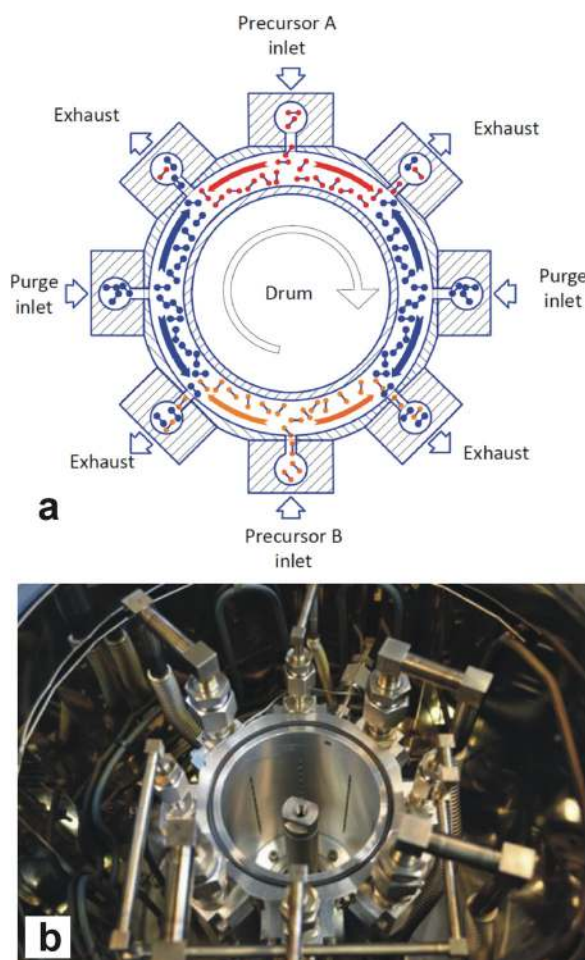 Precursor A
inlet
Exhaust
Exhaust
Purge
inlet
Drum
Purge
inlet
Exhaust
Exhaust
Precursor B
inlet
a
b